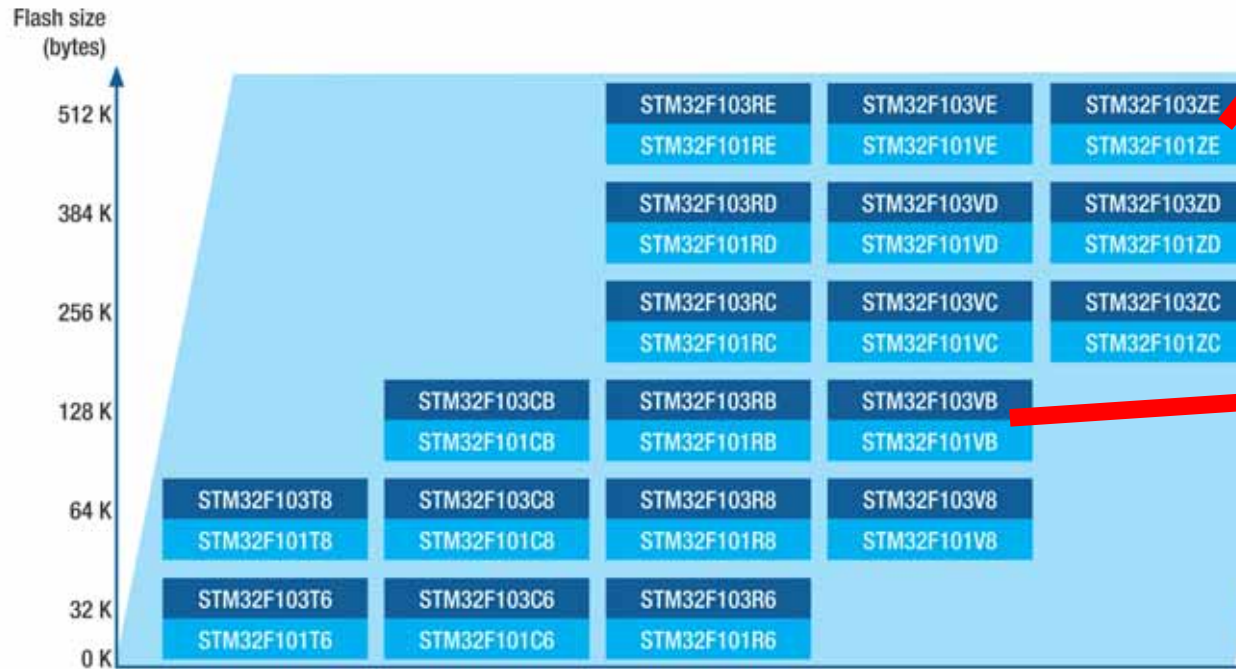 Flash size
(bytes)
512 K
STM32F103RE STM32F103VE STM32F103ZE
STM32F101RE STM32F101VE STM32F101ZE
384 K
STM32F103RD STM32F103VD STM32F103ZD
STM32F101RD STM32F101VD STM32F101ZD
256 K
STM32F103RC STM32F103VC STM32F103ZC
STM32F101RC STM32F101VC STM32F101ZC
128 K
STM32F103CB STM32F103RB STM32F103VB
STM32F101CB STM32F101RB STM32F101VB
64 K
STM32F103T8 STM32F103C8 STM32F103R8 STM32F103V8
STM32F101T8 STM32F101C8 STM32F101R8 STM32F101V8
32 K
STM32F103T6 STM32F103C6 STM32F103R6
STM32F101T6 STM32F101C6 STM32F101R6
0 K